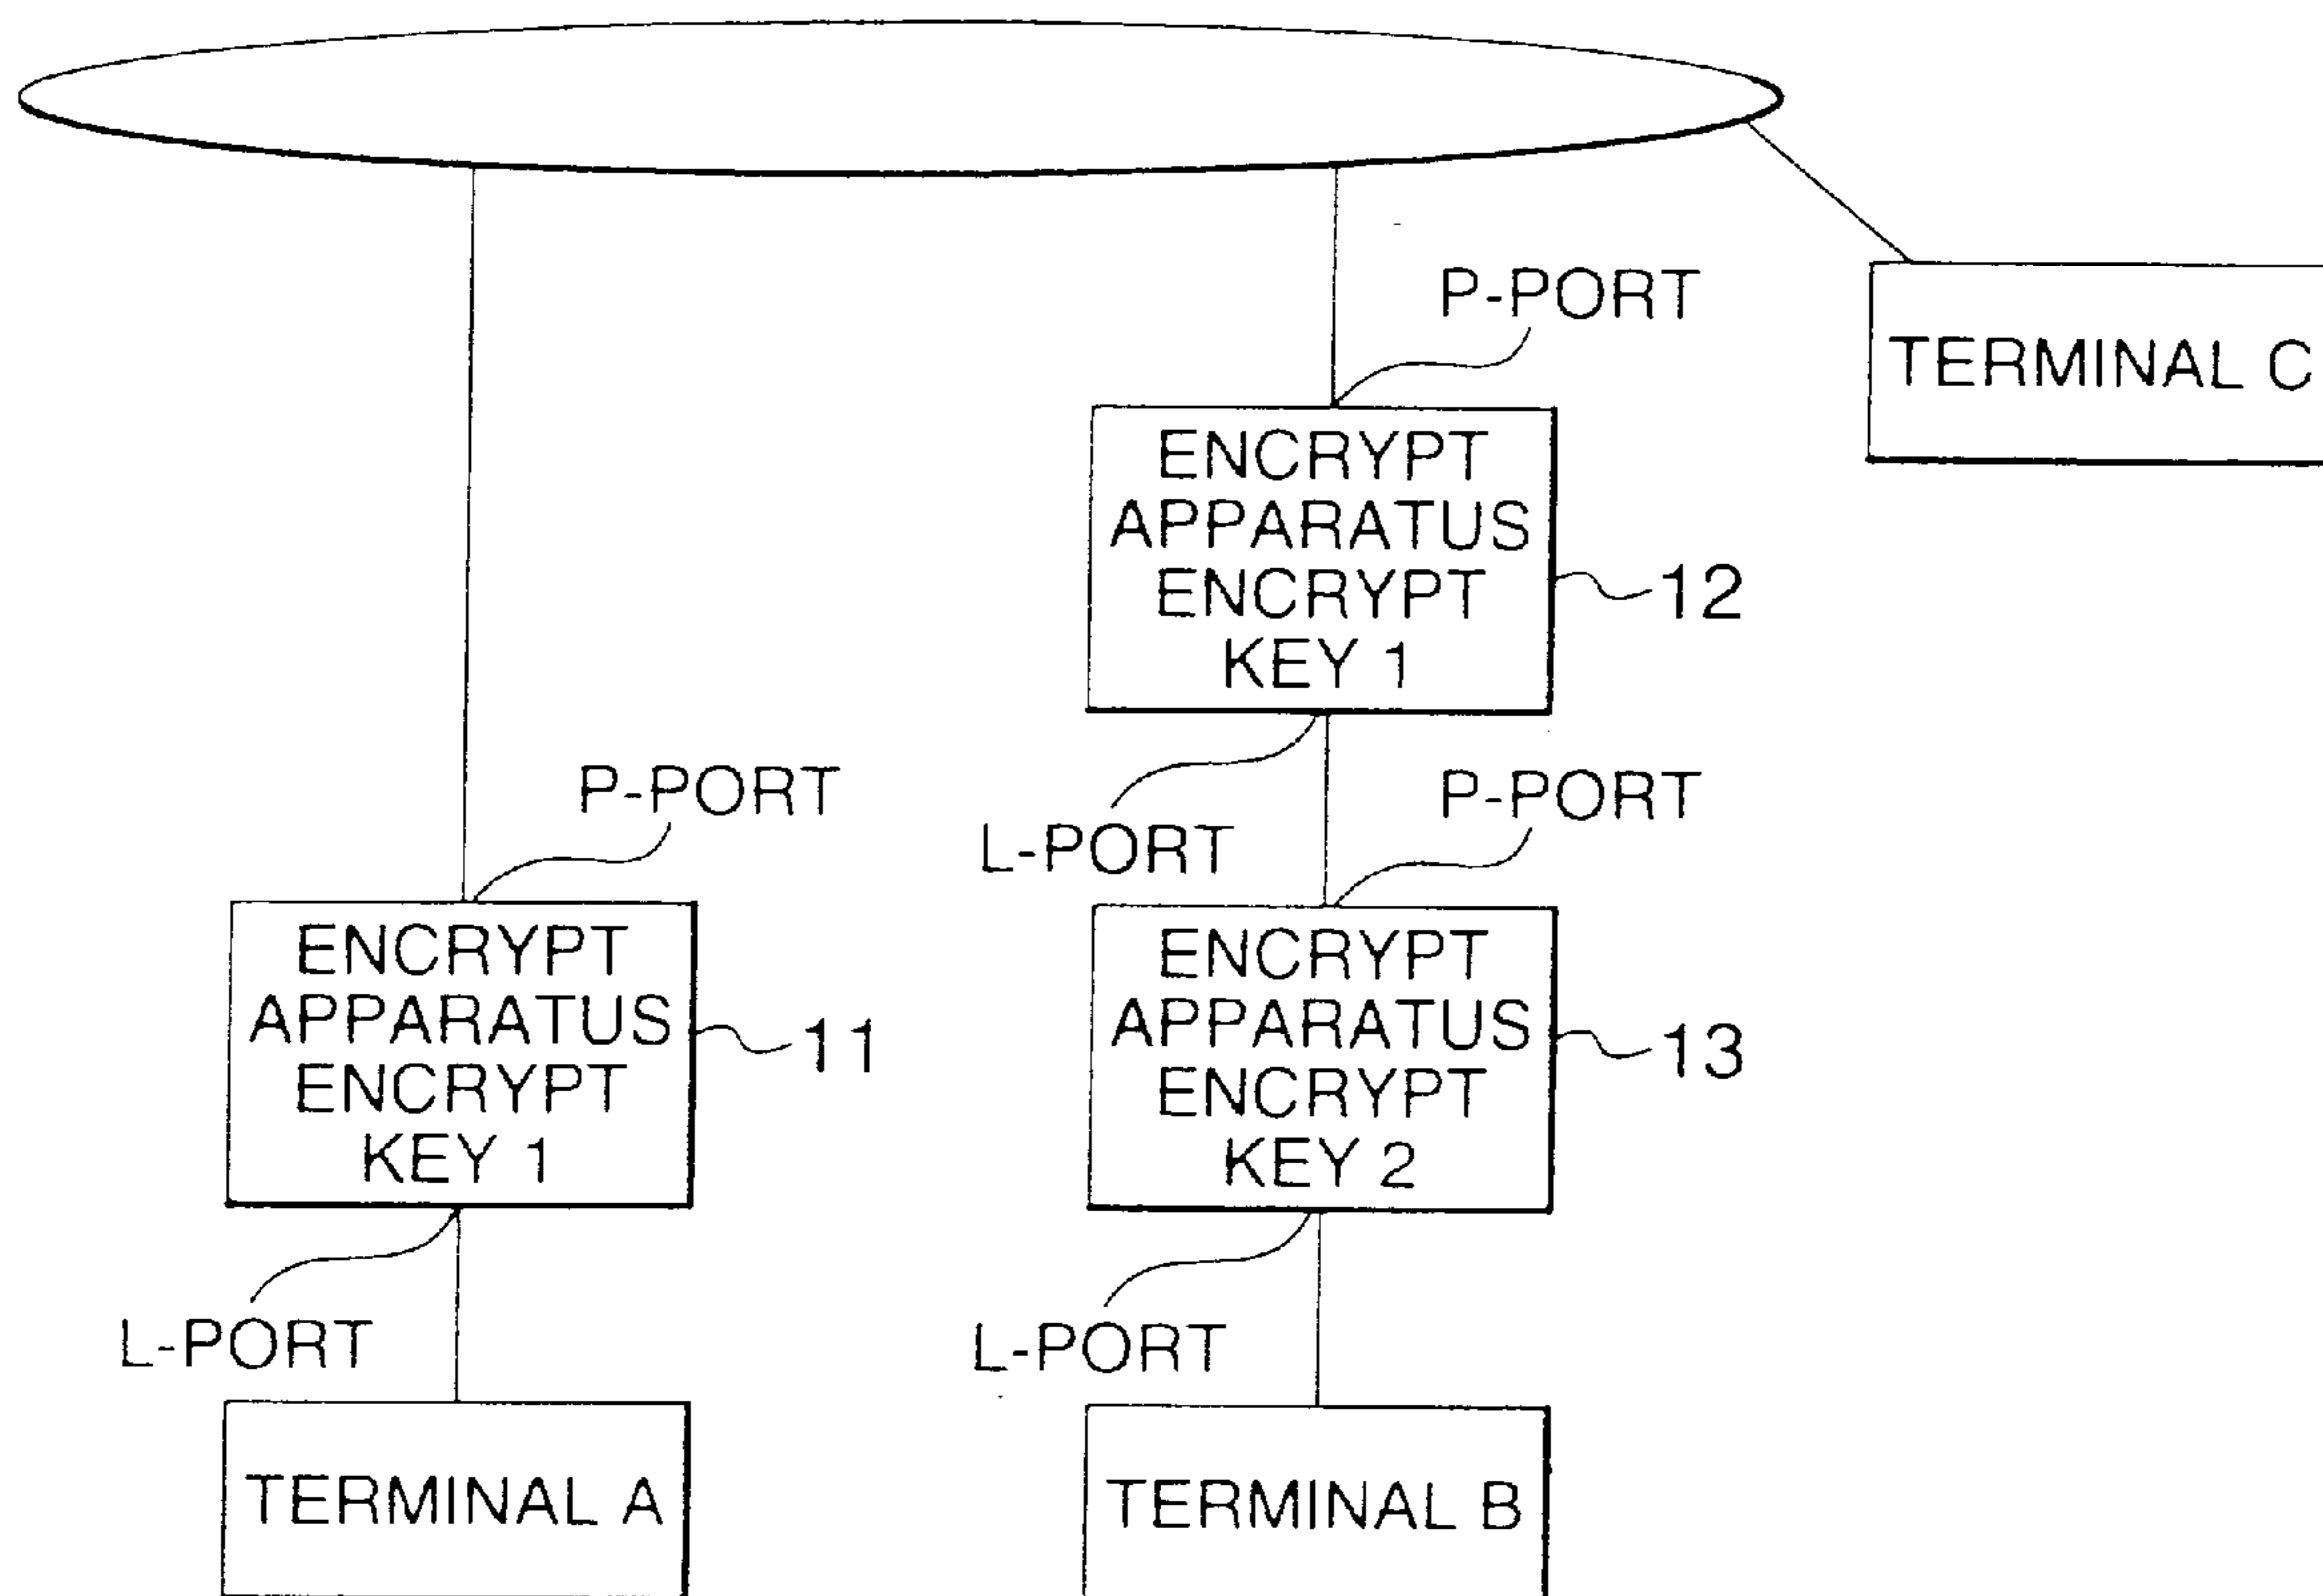 P-PORT
TERMINAL C
ENCRYPT
APPARATUS
ENCRYPT
KEY 1
12
L-PORT
P-PORT
P-PORT
ENCRYPT
APPARATUS
ENCRYPT
KEY 1
11
ENCRYPT
APPARATUS
ENCRYPT
KEY 2
13
L-PORT
L-PORT
TERMINAL A
TERMINAL B